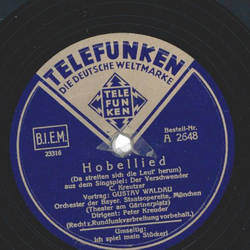 TELEFUNKEN
DIE DEUTSCHE WELTMARKE
TELE
FUN
KEN
B.I.E.M.
23316
Bestell-Nr.
A 2648
Hobellied
(Da streiten sich die Leut' herum)
aus dem Singspiel: Der Verschwender
C. Kreutzer
Vortrag: GUSTAV WALDAU
Orchester der Bayer. Staatsoperette, München
(Theater am Gärtnerplatz)
Dirigent: Peter Kreuder
(Recht z. Rundfunkverbreitung vorbehalt.)
Umseitig:
Ich spiel mein Stückerl